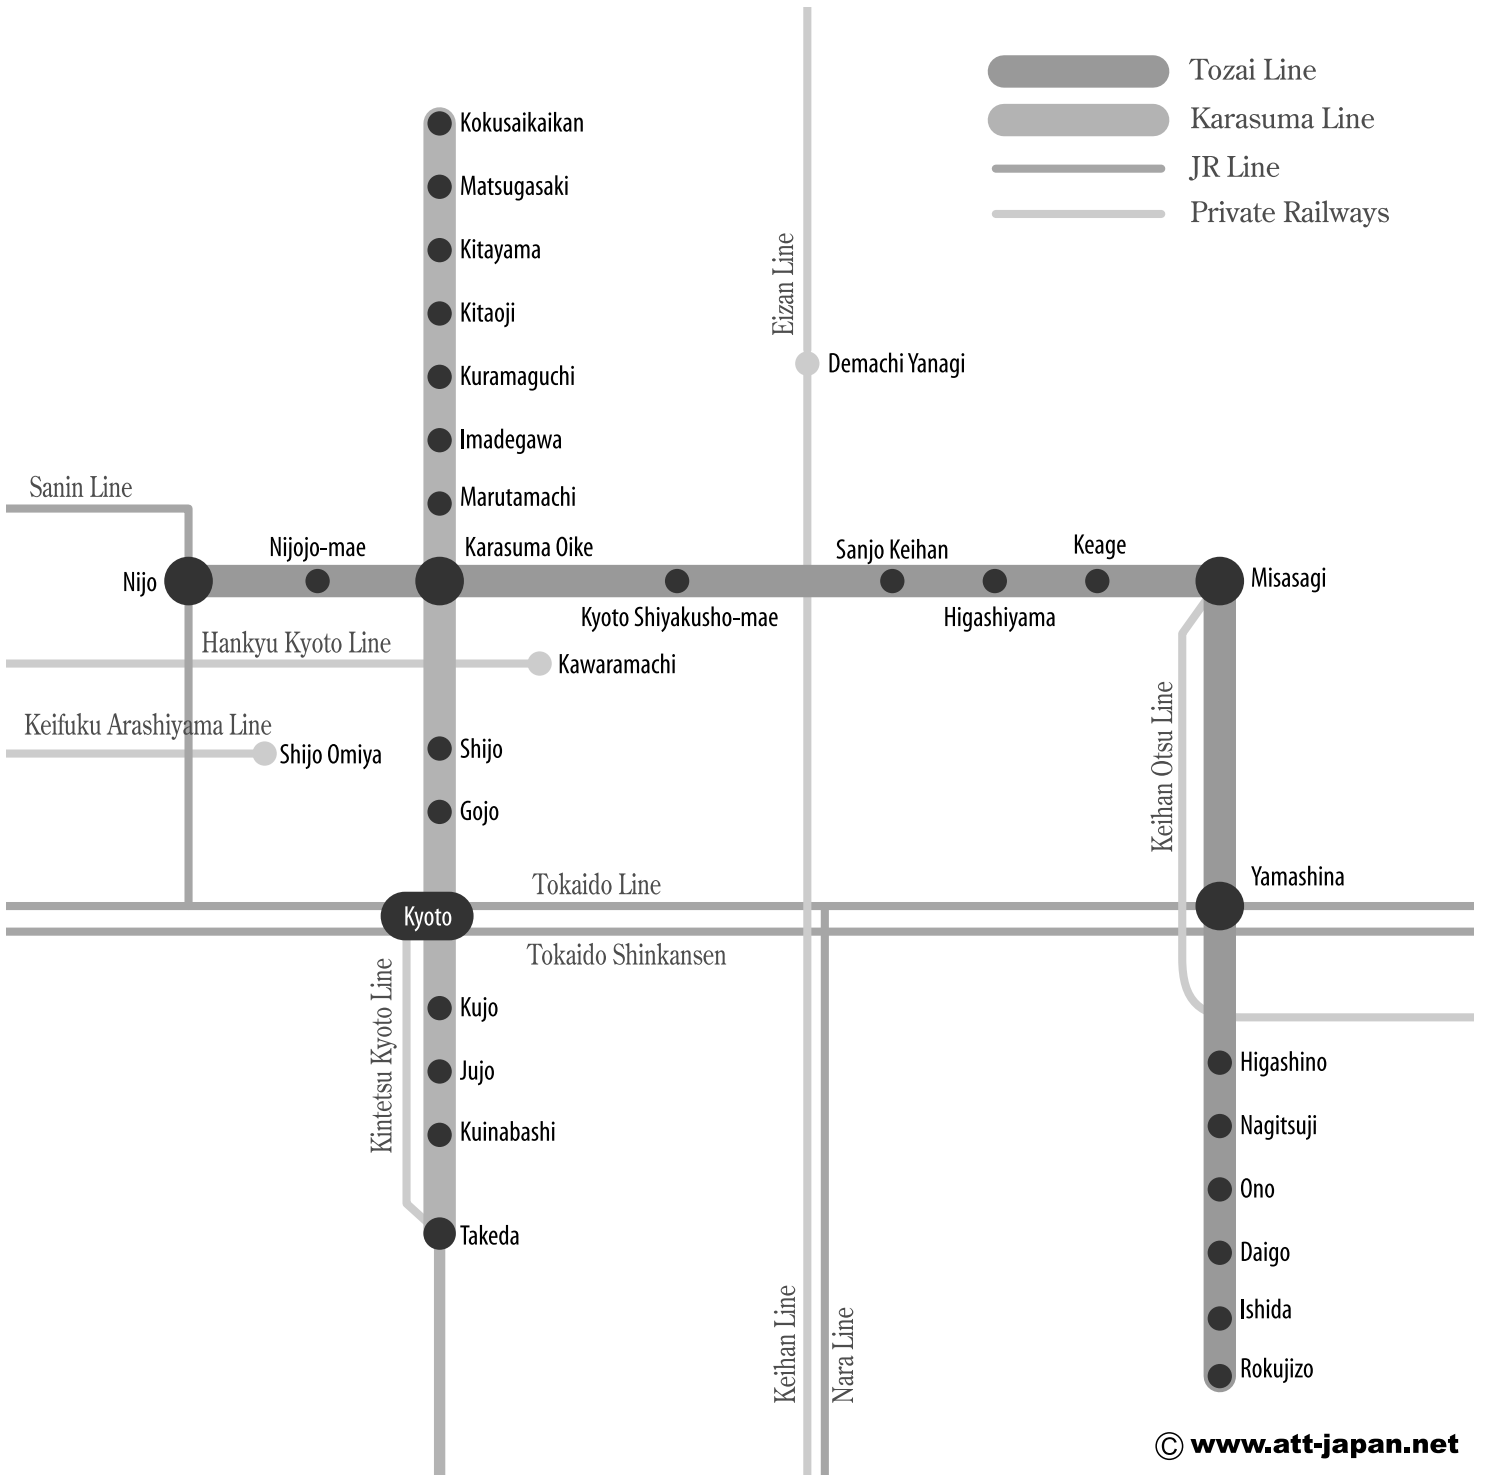 Tozai Line
Karasuma Line
JR Line
Private Railways
Kokusaikaikan
Matsugasaki
Kitayama
Kitaoji
Kuramaguchi
Imadegawa
Marutamachi
Eizan Line
Demachi Yanagi
Sanin Line
Nijo
Nijojo-mae
Karasuma Oike
Kyoto Shiyakusho-mae
Sanjo Keihan
Higashiyama
Keage
Misasagi
Hankyu Kyoto Line
Kawaramachi
Keifuku Arashiyama Line
Shijo Omiya
Shijo
Gojo
Keihan Otsu Line
Tokaido Line
Yamashina
Kyoto
Tokaido Shinkansen
Kintetsu Kyoto Line
Kujo
Jujo
Kuinabashi
Takeda
Higashino
Nagitsuji
Ono
Daigo
Ishida
Rokujizo
Keihan Line
Nara Line
© www.att-japan.net